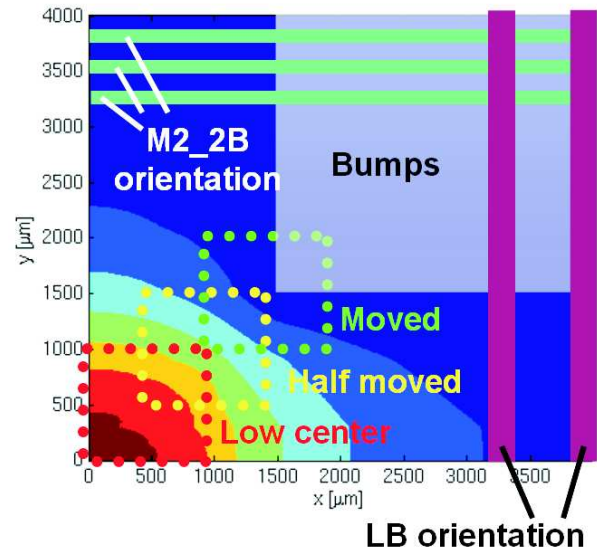 4000
3500
3000
2500
2000
1500
1000
500
0
y [µm]
M2_2B
orientation
Bumps
Moved
Half moved
Low center
0
500
1000
1500
2000
2500
3000
3500
x [µm]
LB orientation